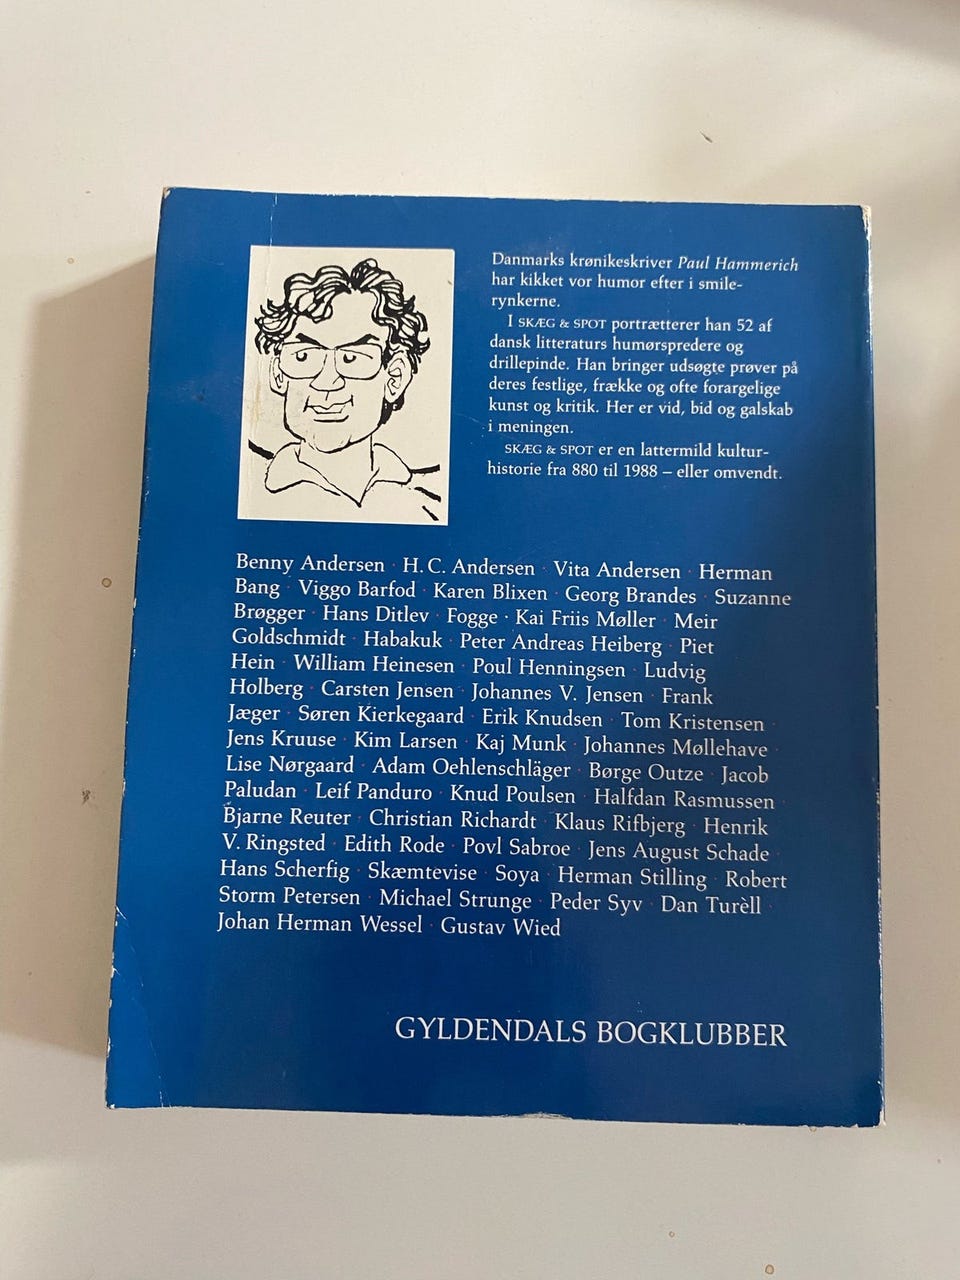 Danmarks krønikeskriver Paul Hammerich
har kikket vor humor efter i smile-
rynkerne.
I SKÆG & SPOT portrætterer han 52 af
dansk litteraturs humørspredere og
drillepinde. Han bringer udsøgte prøver på
deres festlige, frække og ofte forargelige
kunst og kritik. Her er vid, bid og galskab
i meningen.
SKÆG & SPOT er en lattermild kultur-
historie fra 880 til 1988 – eller omvendt.
Benny Andersen · H. C. Andersen · Vita Andersen · Herman
Bang · Viggo Barfod · Karen Blixen · Georg Brandes · Suzanne
Brøgger · Hans Ditlev · Fogge · Kai Friis Møller · Meir
Goldschmidt · Habakuk · Peter Andreas Heiberg · Piet
Hein · William Heinesen · Poul Henningsen · Ludvig
Holberg · Carsten Jensen · Johannes V. Jensen · Frank
Jæger · Søren Kierkegaard · Erik Knudsen · Tom Kristensen ·
Jens Kruuse · Kim Larsen · Kaj Munk · Johannes Møllehave ·
Lise Nørgaard · Adam Oehlenschläger · Børge Outze · Jacob
Paludan · Leif Panduro · Knud Poulsen · Halfdan Rasmussen ·
Bjarne Reuter · Christian Richardt · Klaus Rifbjerg · Henrik
V. Ringsted · Edith Rode · Povl Sabroe · Jens August Schade ·
Hans Scherfig · Skæmtevise · Soya · Herman Stilling · Robert
Storm Petersen · Michael Strunge · Peder Syv · Dan Turèll ·
Johan Herman Wessel · Gustav Wied
GYLDENDALS BOGKLUBBER